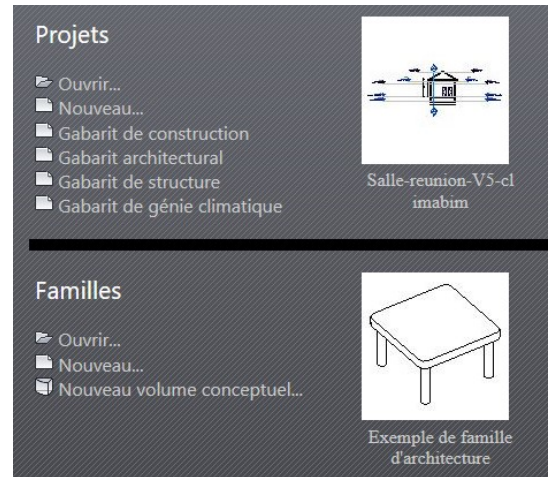 Projets
Ouvrir...
Nouveau...
Gabarit de construction
Gabarit architectural
Gabarit de structure
Gabarit de génie climatique
Salle-reunion-V5-cl
imabim
Familles
Ouvrir...
Nouveau...
Nouveau volume conceptuel...
Exemple de famille
d'architecture